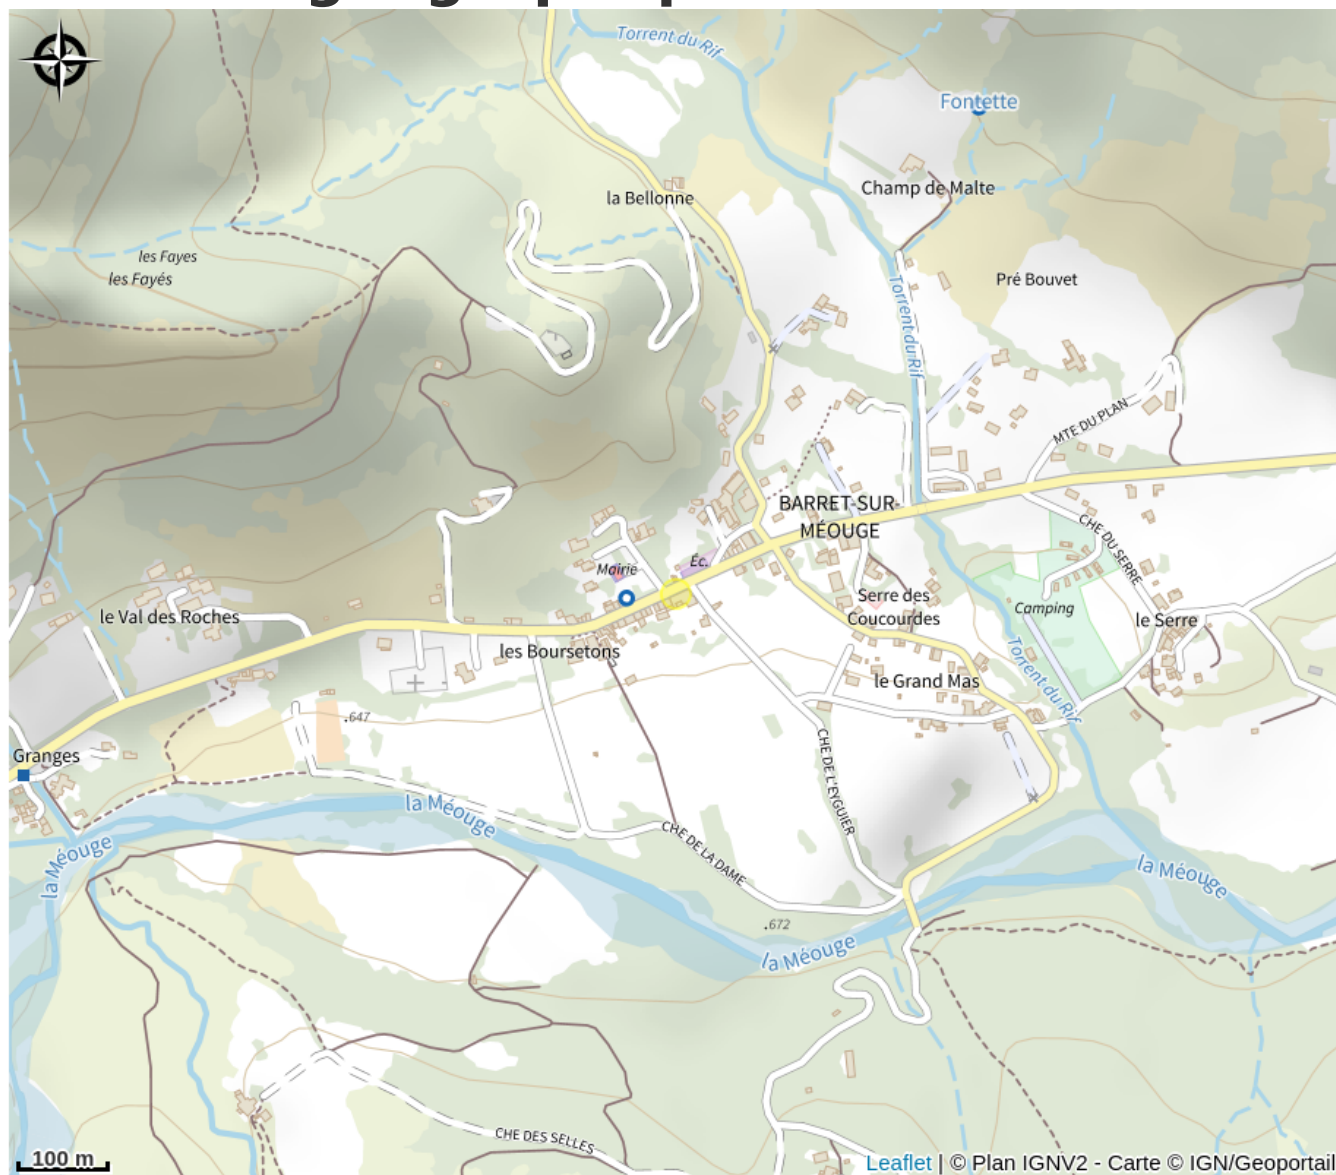 Torrent du Rif
Fontette
Champ de Malte
la Bellonne
les Fayes
les Fayés
Pré Bouvet
Torrent du Rif
MTE DU PLAN
BARRET-SUR-
MÉOUGE
CHE DU SERRE
Éc.
Mairie
Serre des
Coucourdes
Camping
le Serre
le Val des Roches
les Boursetons
Torrent du Rif
le Grand Mas
.647
Granges
CHE DE L'EYGUIER
la Méouge
la Méouge
CHE DE LA DAME
la Méouge
.672
la Méouge
CHE DES SELLES
100 m
Leaflet | © Plan IGNV2 - Carte © IGN/Geoportail